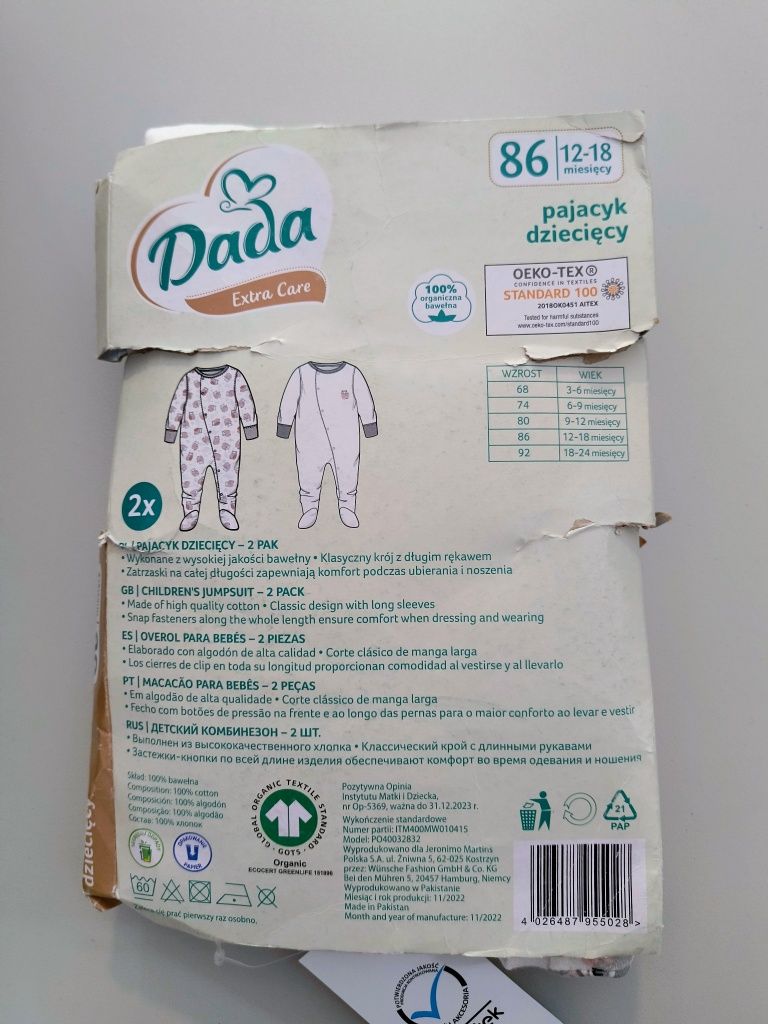 Dada
Extra Care
86 12-18
miesięcy
pajacyk
dziecięcy
100%
organiczna
bawełna
OEKO-TEX®
CONFIDENCE IN TEXTILES
STANDARD 100
2018OK0451 AITEX
Tested for harmful substances
www.oeko-tex.com/standard100
WZROST WIEK
68 3-6 miesięcy
74 6-9 miesięcy
80 9-12 miesięcy
86 12-18 miesięcy
92 18-24 miesięcy
2x
PAJACYK DZIECIĘCY – 2 PAK
• Wykonane z wysokiej jakości bawełny • Klasyczny krój z długim rękawem
• Zatrzaski na całej długości zapewniają komfort podczas ubierania i noszenia
GB | CHILDREN'S JUMPSUIT – 2 PACK
• Made of high quality cotton • Classic design with long sleeves
• Snap fasteners along the whole length ensure comfort when dressing and wearing
ES | OVEROL PARA BEBÉS – 2 PIEZAS
• Elaborado con algodón de alta calidad • Corte clásico de manga larga
• Los cierres de clip en toda su longitud proporcionan comodidad al vestirse y al llevarlo
PT | MACACÃO PARA BEBÊS – 2 PEÇAS
• Em algodão de alta qualidade • Corte clássico de manga larga
• Fecho com botões de pressão na frente e ao longo das pernas para o maior conforto ao levar e vestir
RUS | ДЕТСКИЙ КОМБИНЕЗОН – 2 ШТ.
• Выполнен из высококачественного хлопка • Классический крой с длинными рукавами
• Застежки-кнопки по всей длине изделия обеспечивают комфорт во время одевания и ношения
Skład: 100% bawełna
Composition: 100% cotton
Composición: 100% algodón
Composição: 100% algodão
Состав: 100% хлопок
OPAKOWANIE
PAPIER
60
prać pierwszy raz osobno.
GLOBAL ORGANIC TEXTILE STANDARD
· GOTS ·
Organic
ECOCERT GREENLIFE 151896
Pozytywna Opinia
Instytutu Matki i Dziecka,
nr Op-5369, ważna do 31.12.2023 r.
Wykończenie standardowe
Numer partii: ITM400MW010415
Model: PO40032832
Wyprodukowano dla Jeronimo Martins
Polska S.A. ul. Żniwna 5, 62-025 Kostrzyn
przez: Wünsche Fashion GmbH & Co. KG
Bei den Mühren 5, 20457 Hamburg, Niemcy
Wyprodukowano w Pakistanie
Miesiąc i rok produkcji: 11/2022
Made in Pakistan
Month and year of manufacture: 11/2022
21
PAP
4 026487 955028 >
dziecięcy
POTWIERDZONA JAKOŚĆ
AKCESORIA